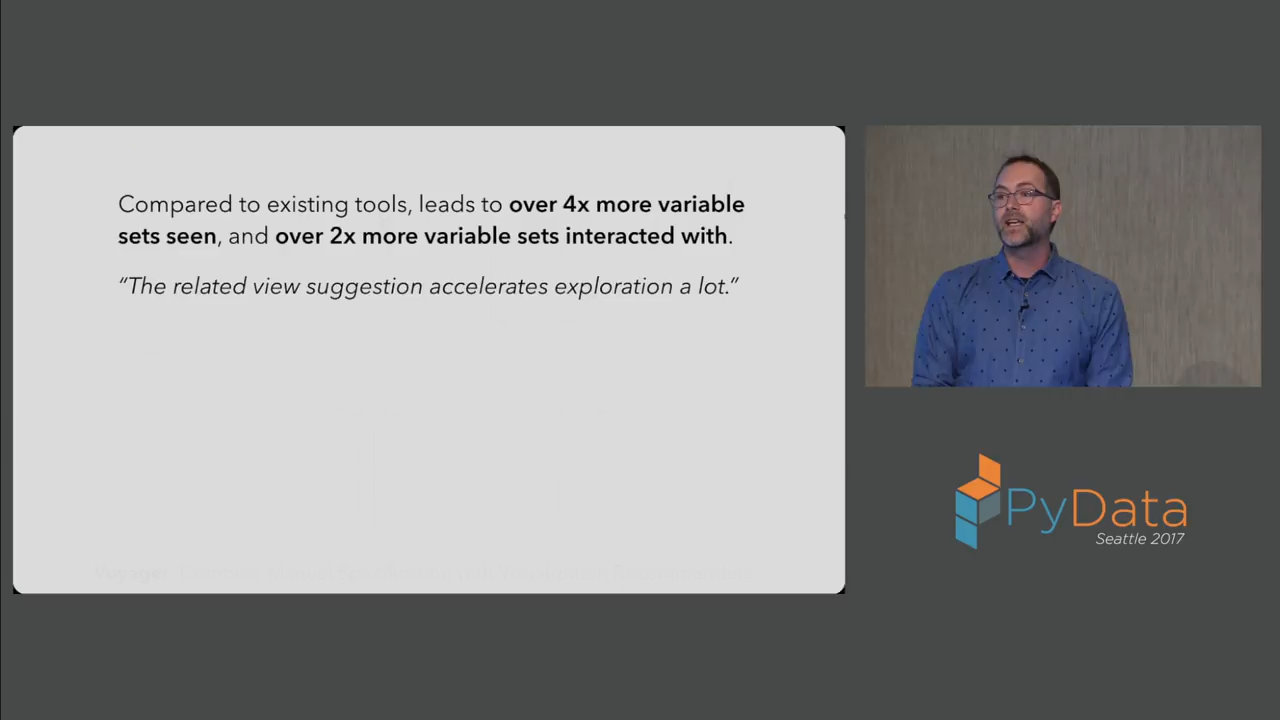 Compared to existing tools, leads to over 4x more variable
sets seen, and over 2x more variable sets interacted with.
“The related view suggestion accelerates exploration a lot.”
PyData
Seattle 2017